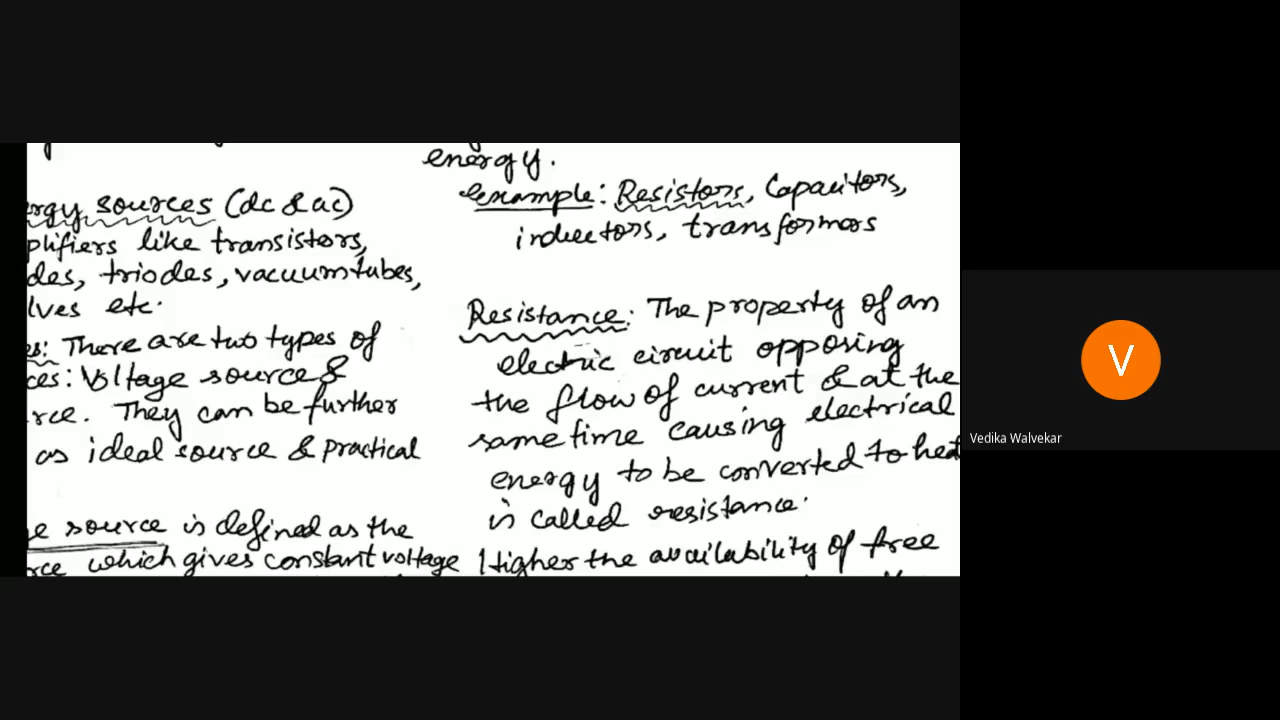 ergy sources (dc & ac)
plifiers like transistors,
des, triodes, vacuum tubes,
lves etc.
es: There are two types of
ces: Voltage source &
rce. They can be further
as ideal source & practical
ge source is defined as the
rce which gives constant voltage
energy.
example: Resistors, Capacitors,
inductors, transformers
Resistance: The property of an
electric circuit opposing
the flow of current & at the
same time causing electrical
energy to be converted to heat
is called resistance.
Higher the availability of free
V
Vedika Walvekar